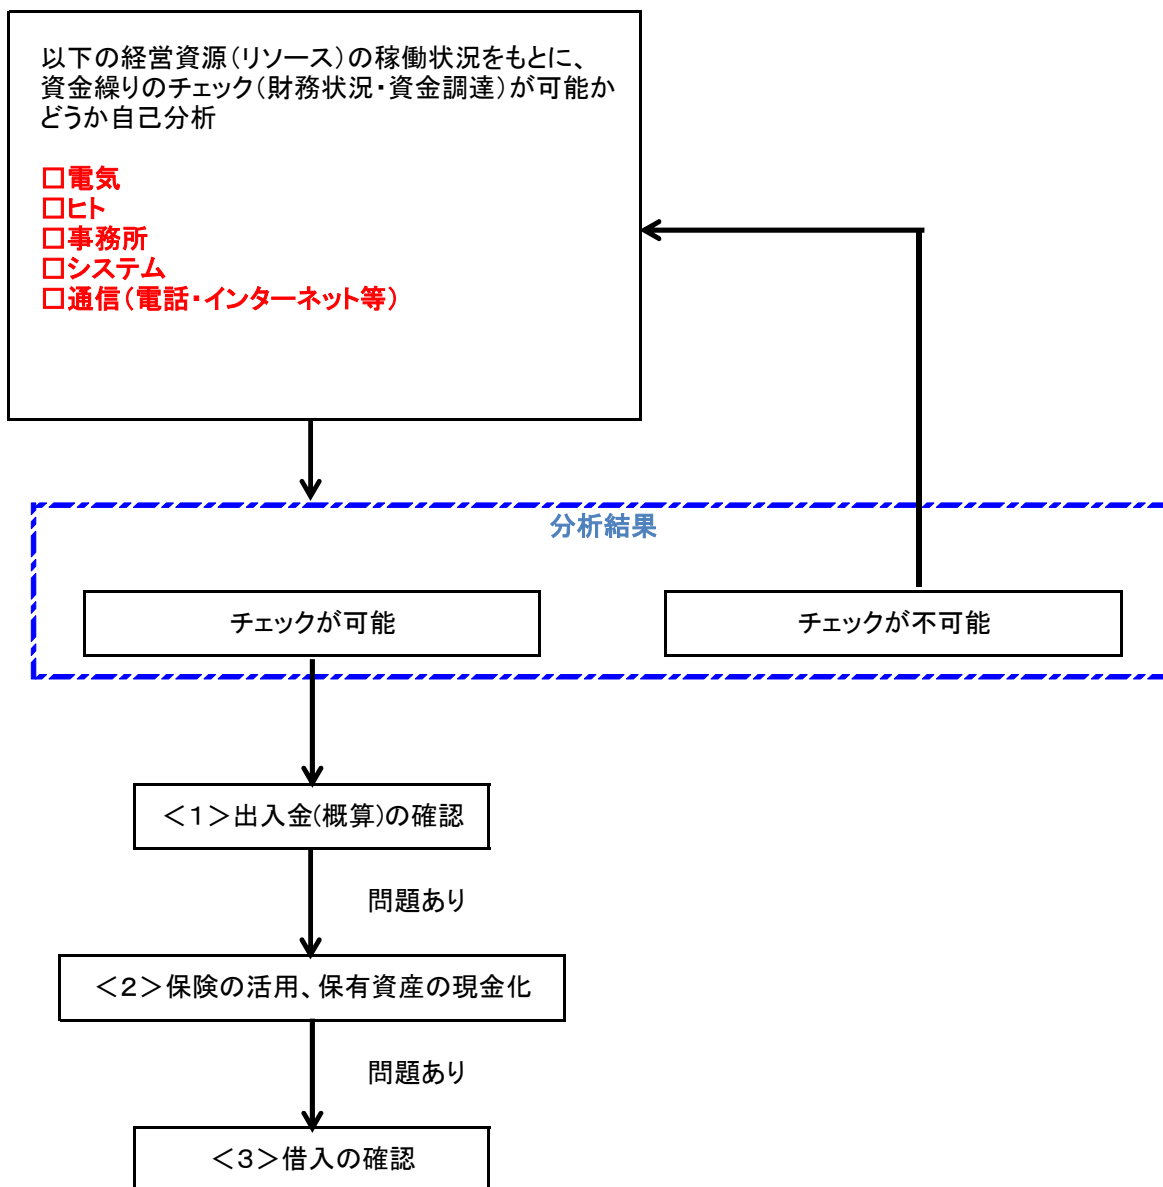 以下の経営資源（リソース）の稼働状況をもとに、
資金繰りのチェック（財務状況・資金調達）が可能か
どうか自己分析
□電気
□ヒト
□事務所
□システム
□通信（電話・インターネット等）
分析結果
チェックが可能
チェックが不可能
＜１＞出入金(概算)の確認
問題あり
＜２＞保険の活用、保有資産の現金化
問題あり
＜３＞借入の確認